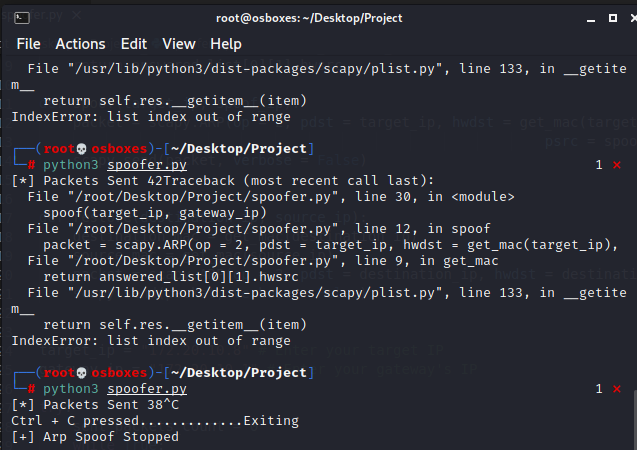 root@osboxes: ~/Desktop/Project
File Actions Edit View Help
File "/usr/lib/python3/dist-packages/scapy/plist.py", line 133, in __getite
m__
return self.res.__getitem__(item)
IndexError: list index out of range
┌──(root💀osboxes)-[~/Desktop/Project]
└─# python3 spoofer.py 1 ⨯
[*] Packets Sent 42Traceback (most recent call last):
File "/root/Desktop/Project/spoofer.py", line 30, in <module>
spoof(target_ip, gateway_ip)
File "/root/Desktop/Project/spoofer.py", line 12, in spoof
packet = scapy.ARP(op = 2, pdst = target_ip, hwdst = get_mac(target_ip),
File "/root/Desktop/Project/spoofer.py", line 9, in get_mac
return answered_list[0][1].hwsrc
File "/usr/lib/python3/dist-packages/scapy/plist.py", line 133, in __getite
m__
return self.res.__getitem__(item)
IndexError: list index out of range
┌──(root💀osboxes)-[~/Desktop/Project]
└─# python3 spoofer.py 1 ⨯
[*] Packets Sent 38^C
Ctrl + C pressed.............Exiting
[+] Arp Spoof Stopped